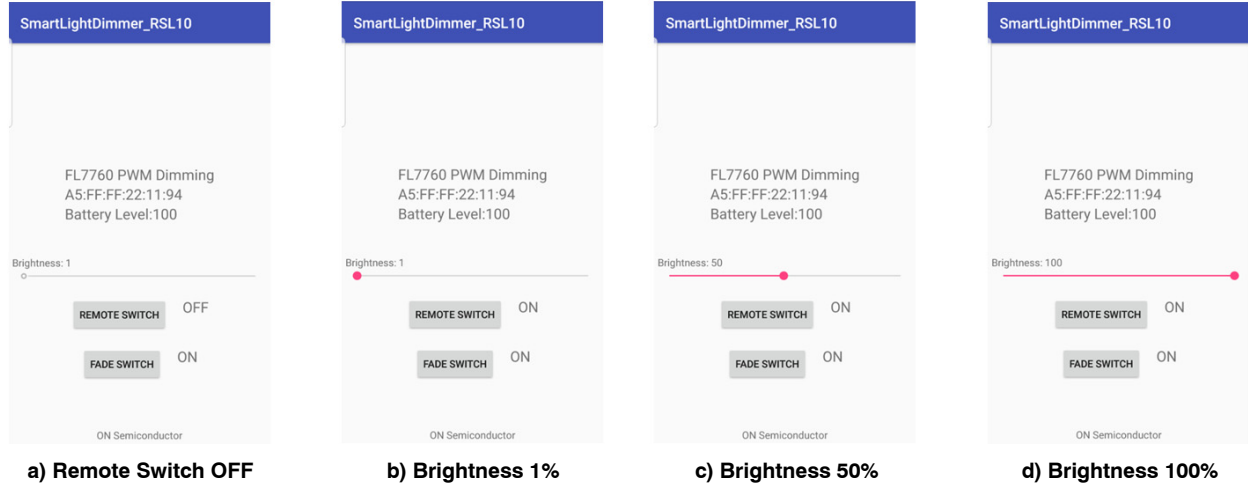 SmartLightDimmer_RSL10
FL7760 PWM Dimming
A5:FF:FF:22:11:94
Battery Level:100
Brightness: 1
REMOTE SWITCH OFF
FADE SWITCH ON
ON Semiconductor
a) Remote Switch OFF
SmartLightDimmer_RSL10
FL7760 PWM Dimming
A5:FF:FF:22:11:94
Battery Level:100
Brightness: 1
REMOTE SWITCH ON
FADE SWITCH ON
ON Semiconductor
b) Brightness 1%
SmartLightDimmer_RSL10
FL7760 PWM Dimming
A5:FF:FF:22:11:94
Battery Level:100
Brightness: 50
REMOTE SWITCH ON
FADE SWITCH ON
ON Semiconductor
c) Brightness 50%
SmartLightDimmer_RSL10
FL7760 PWM Dimming
A5:FF:FF:22:11:94
Battery Level:100
Brightness: 100
REMOTE SWITCH ON
FADE SWITCH ON
ON Semiconductor
d) Brightness 100%